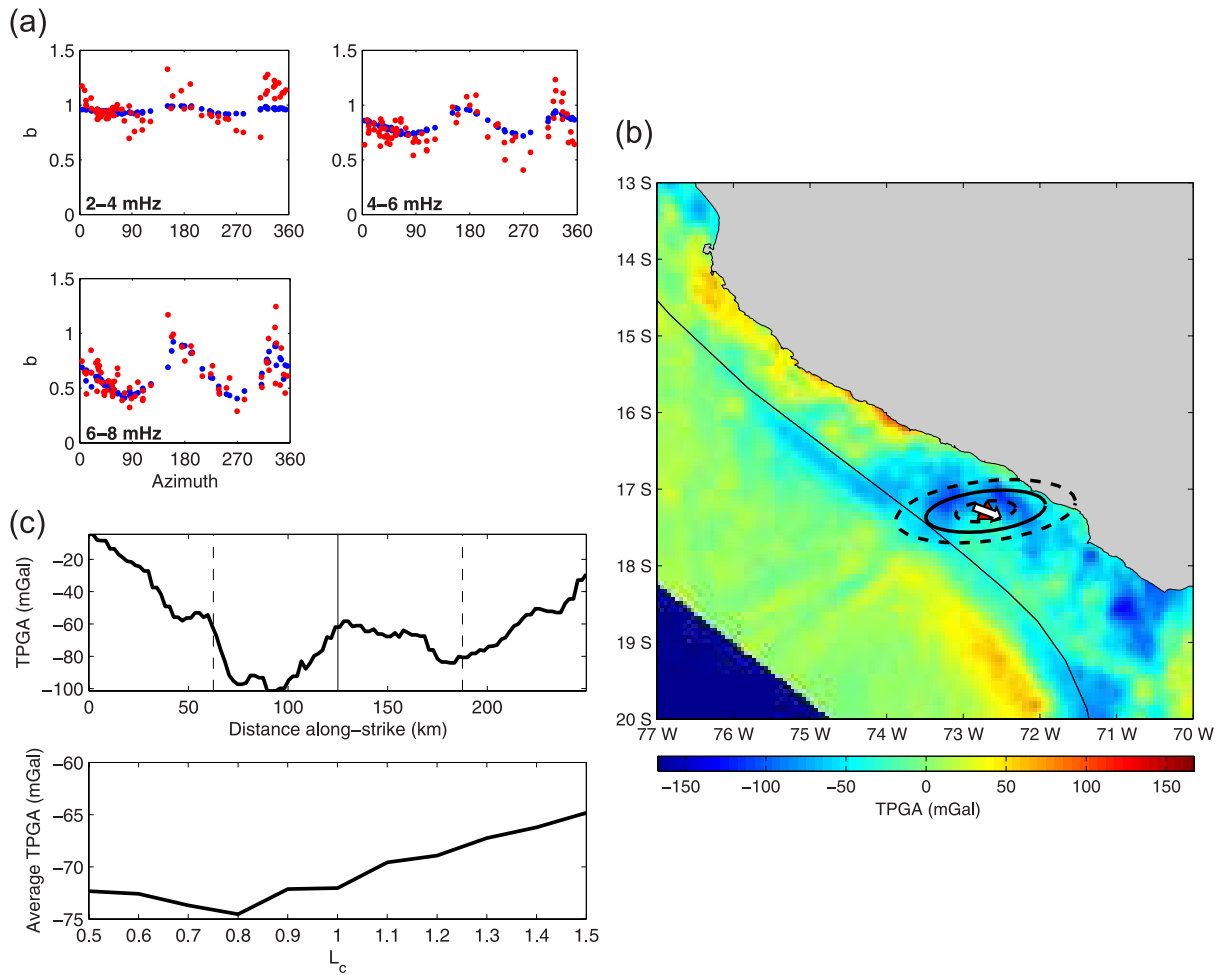 (a)
1.5
1
0.5
0
b
2–4 mHz
0 90 180 270 360
1.5
1
0.5
0
4–6 mHz
0 90 180 270 360
1.5
1
0.5
0
b
6–8 mHz
0 90 180 270 360
Azimuth
(b)
13 S
14 S
15 S
16 S
17 S
18 S
19 S
20 S
77 W 76 W 75 W 74 W 73 W 72 W 71 W 70 W
−150 −100 −50 0 50 100 150
TPGA (mGal)
(c)
−20
−40
−60
−80
−100
TPGA (mGal)
0 50 100 150 200
Distance along−strike (km)
−60
−65
−70
−75
Average TPGA (mGal)
0.5 0.6 0.7 0.8 0.9 1 1.1 1.2 1.3 1.4 1.5
L_c